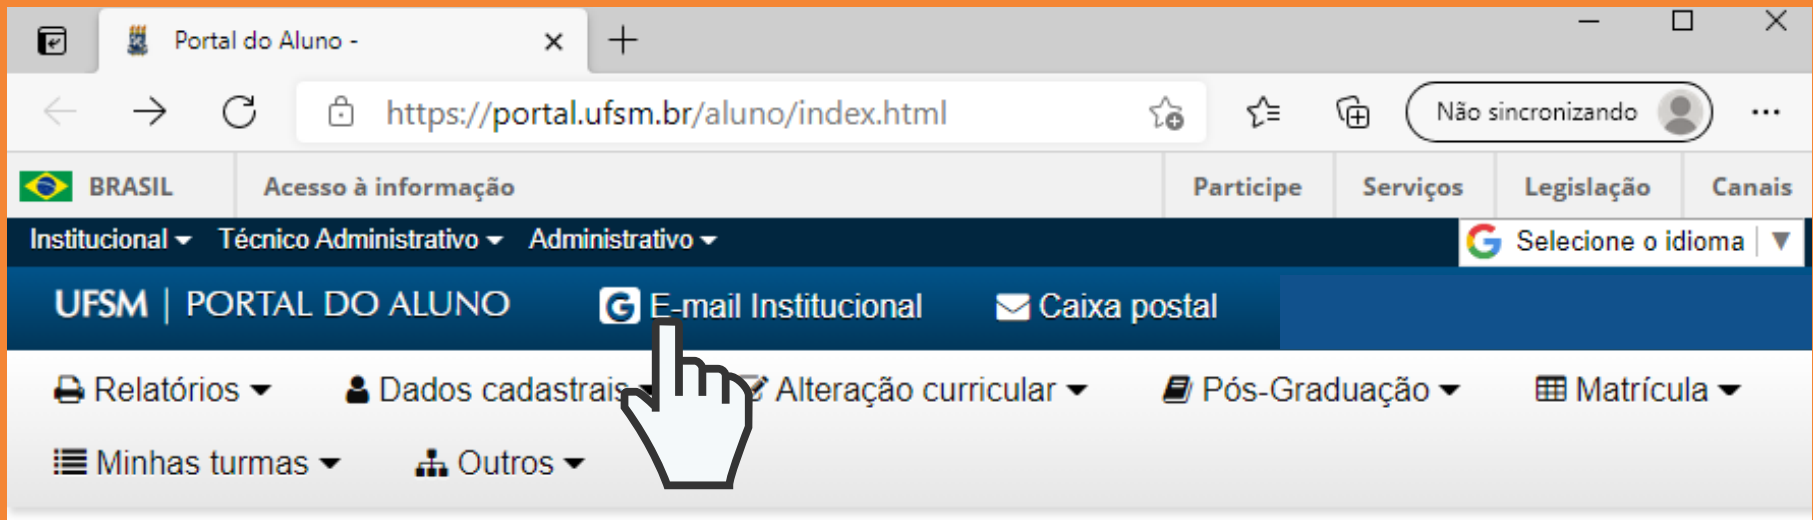 Portal do Aluno -
https://portal.ufsm.br/aluno/index.html
Não sincronizando
BRASIL Acesso à informação Participe Serviços Legislação Canais
Institucional Técnico Administrativo Administrativo Selecione o idioma
UFSM | PORTAL DO ALUNO E-mail Institucional Caixa postal
Relatórios Dados cadastrais Alteração curricular Pós-Graduação Matrícula
Minhas turmas Outros